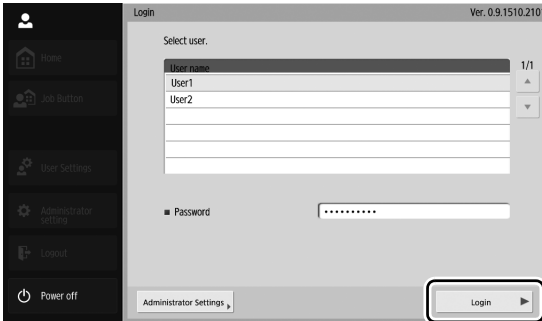 Login
Ver. 0.9.1510.210
Home
Job Button
User Settings
Administrator
setting
Logout
Power off
Select user.
User name
1/1
User1
User2
Password
••••••••••
Administrator Settings
Login